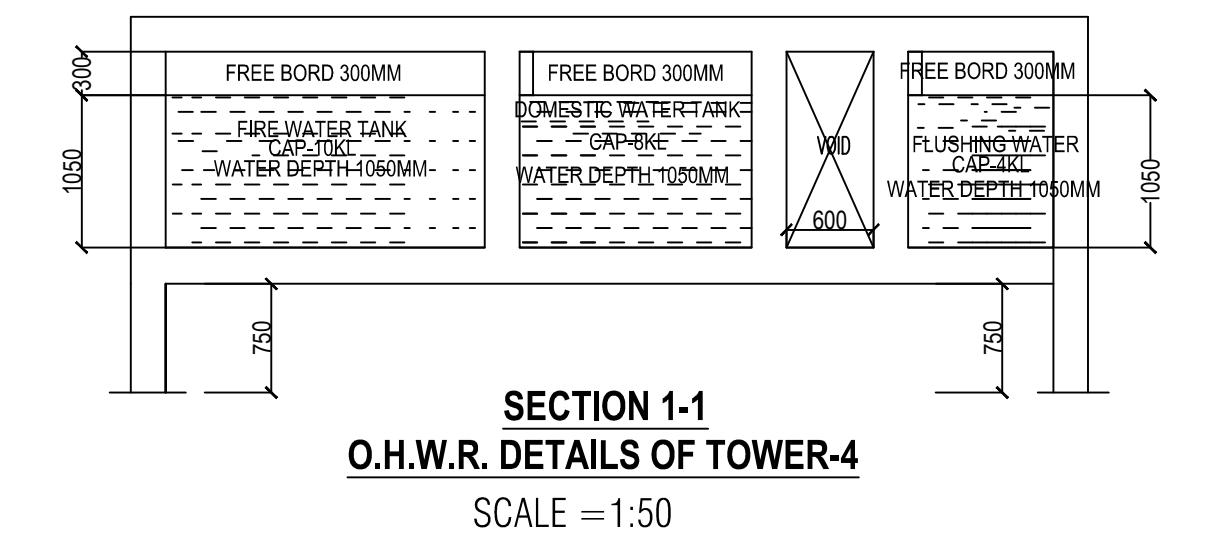 300
FREE BORD 300MM
FREE BORD 300MM
FREE BORD 300MM
1050
FIRE WATER TANK
CAP-10KL
WATER DEPTH 1050MM
DOMESTIC WATER TANK
CAP-8KL
WATER DEPTH 1050MM
VOID
600
FLUSHING WATER
CAP-4KL
WATER DEPTH 1050MM
1050
750
750
SECTION 1-1
O.H.W.R. DETAILS OF TOWER-4
SCALE =1:50